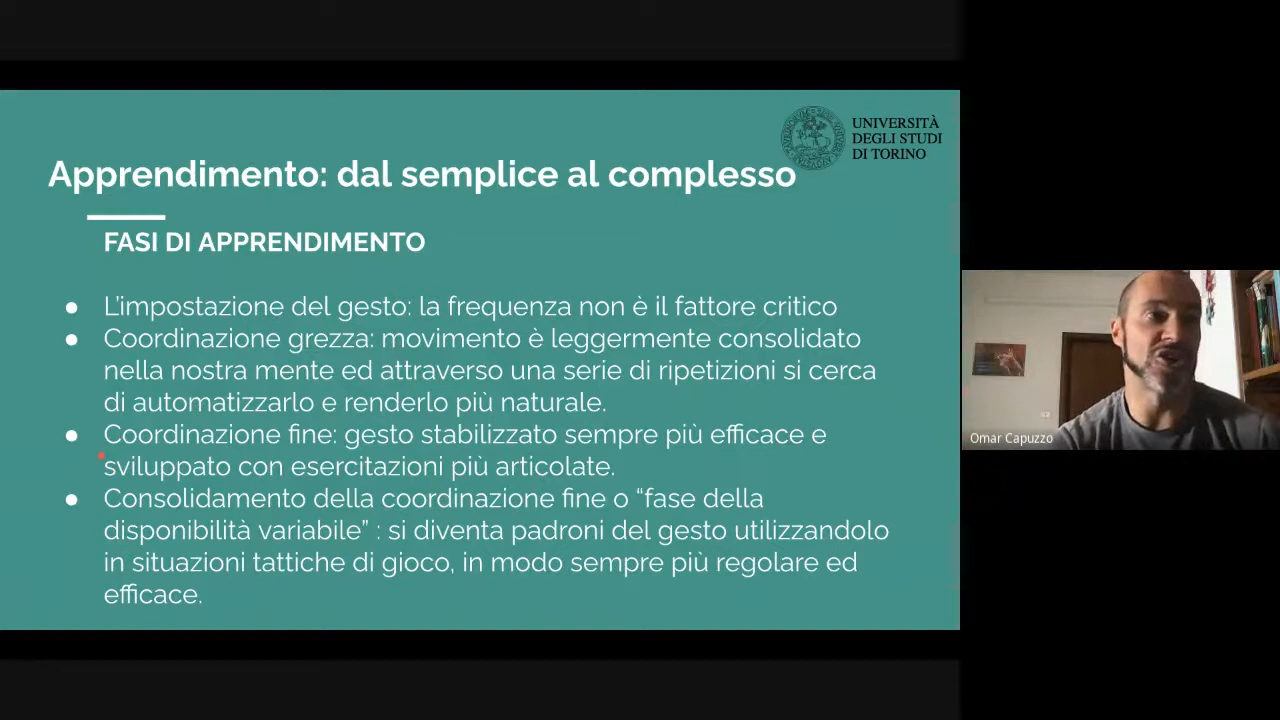 UNIVERSITÀ
DEGLI STUDI
DI TORINO
Apprendimento: dal semplice al complesso
FASI DI APPRENDIMENTO
● L'impostazione del gesto: la frequenza non è il fattore critico
● Coordinazione grezza: movimento è leggermente consolidato
nella nostra mente ed attraverso una serie di ripetizioni si cerca
di automatizzarlo e renderlo più naturale.
● Coordinazione fine: gesto stabilizzato sempre più efficace e
sviluppato con esercitazioni più articolate.
● Consolidamento della coordinazione fine o “fase della
disponibilità variabile” : si diventa padroni del gesto utilizzandolo
in situazioni tattiche di gioco, in modo sempre più regolare ed
efficace.
Omar Capuzzo